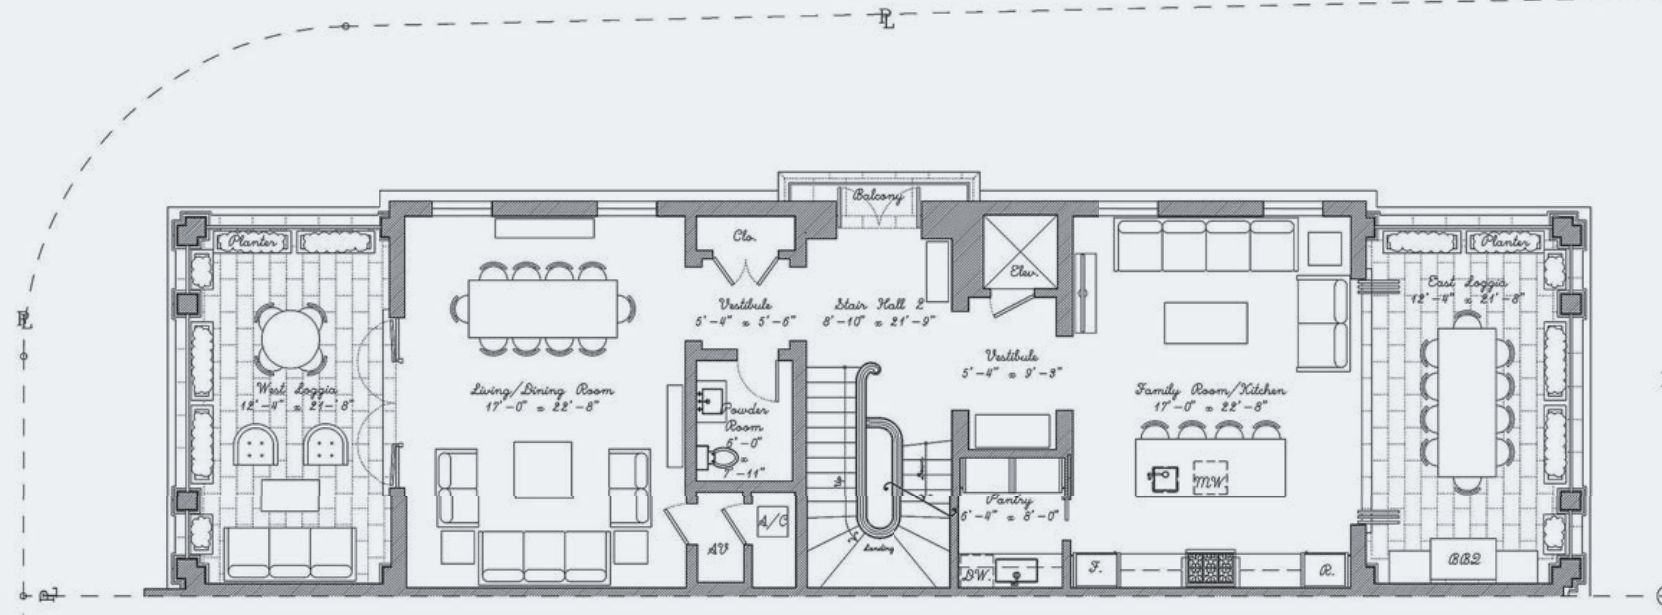 PL
Balcony
Planter
Clo.
Planter
Elev.
East Loggia
12'-4" x 21'-8"
Vestibule
5'-4" x 5'-6"
Stair Hall 2
8'-10" x 21'-9"
PL
Vestibule
5'-4" x 9'-9"
West Loggia
12'-4" x 21'-8"
Living/Dining Room
17'-0" x 22'-8"
Family Room/Kitchen
17'-0" x 22'-8"
Powder
Room
6'-0"
x
7'-11"
MW.
Pantry
6'-4" x 8'-0"
A/C
AV
Landing
DW.
F.
R.
BBQ
PL